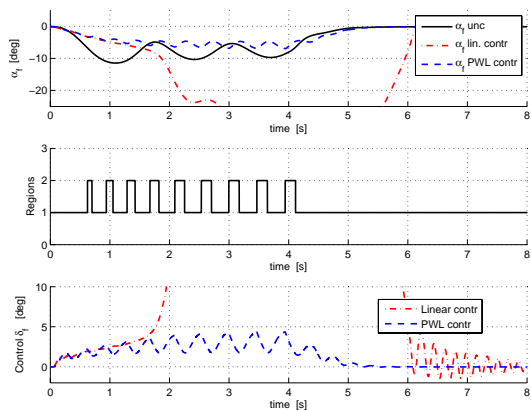 α_f [deg]
0
−10
−20
α_f unc
α_f lin. contr
α_f PWL contr
0 1 2 3 4 5 6 7 8
time [s]
Regions
3
2
1
0
0 1 2 3 4 5 6 7 8
time [s]
Control δ_f [deg]
10
5
0
Linear contr
PWL contr
0 1 2 3 4 5 6 7 8
time [s]